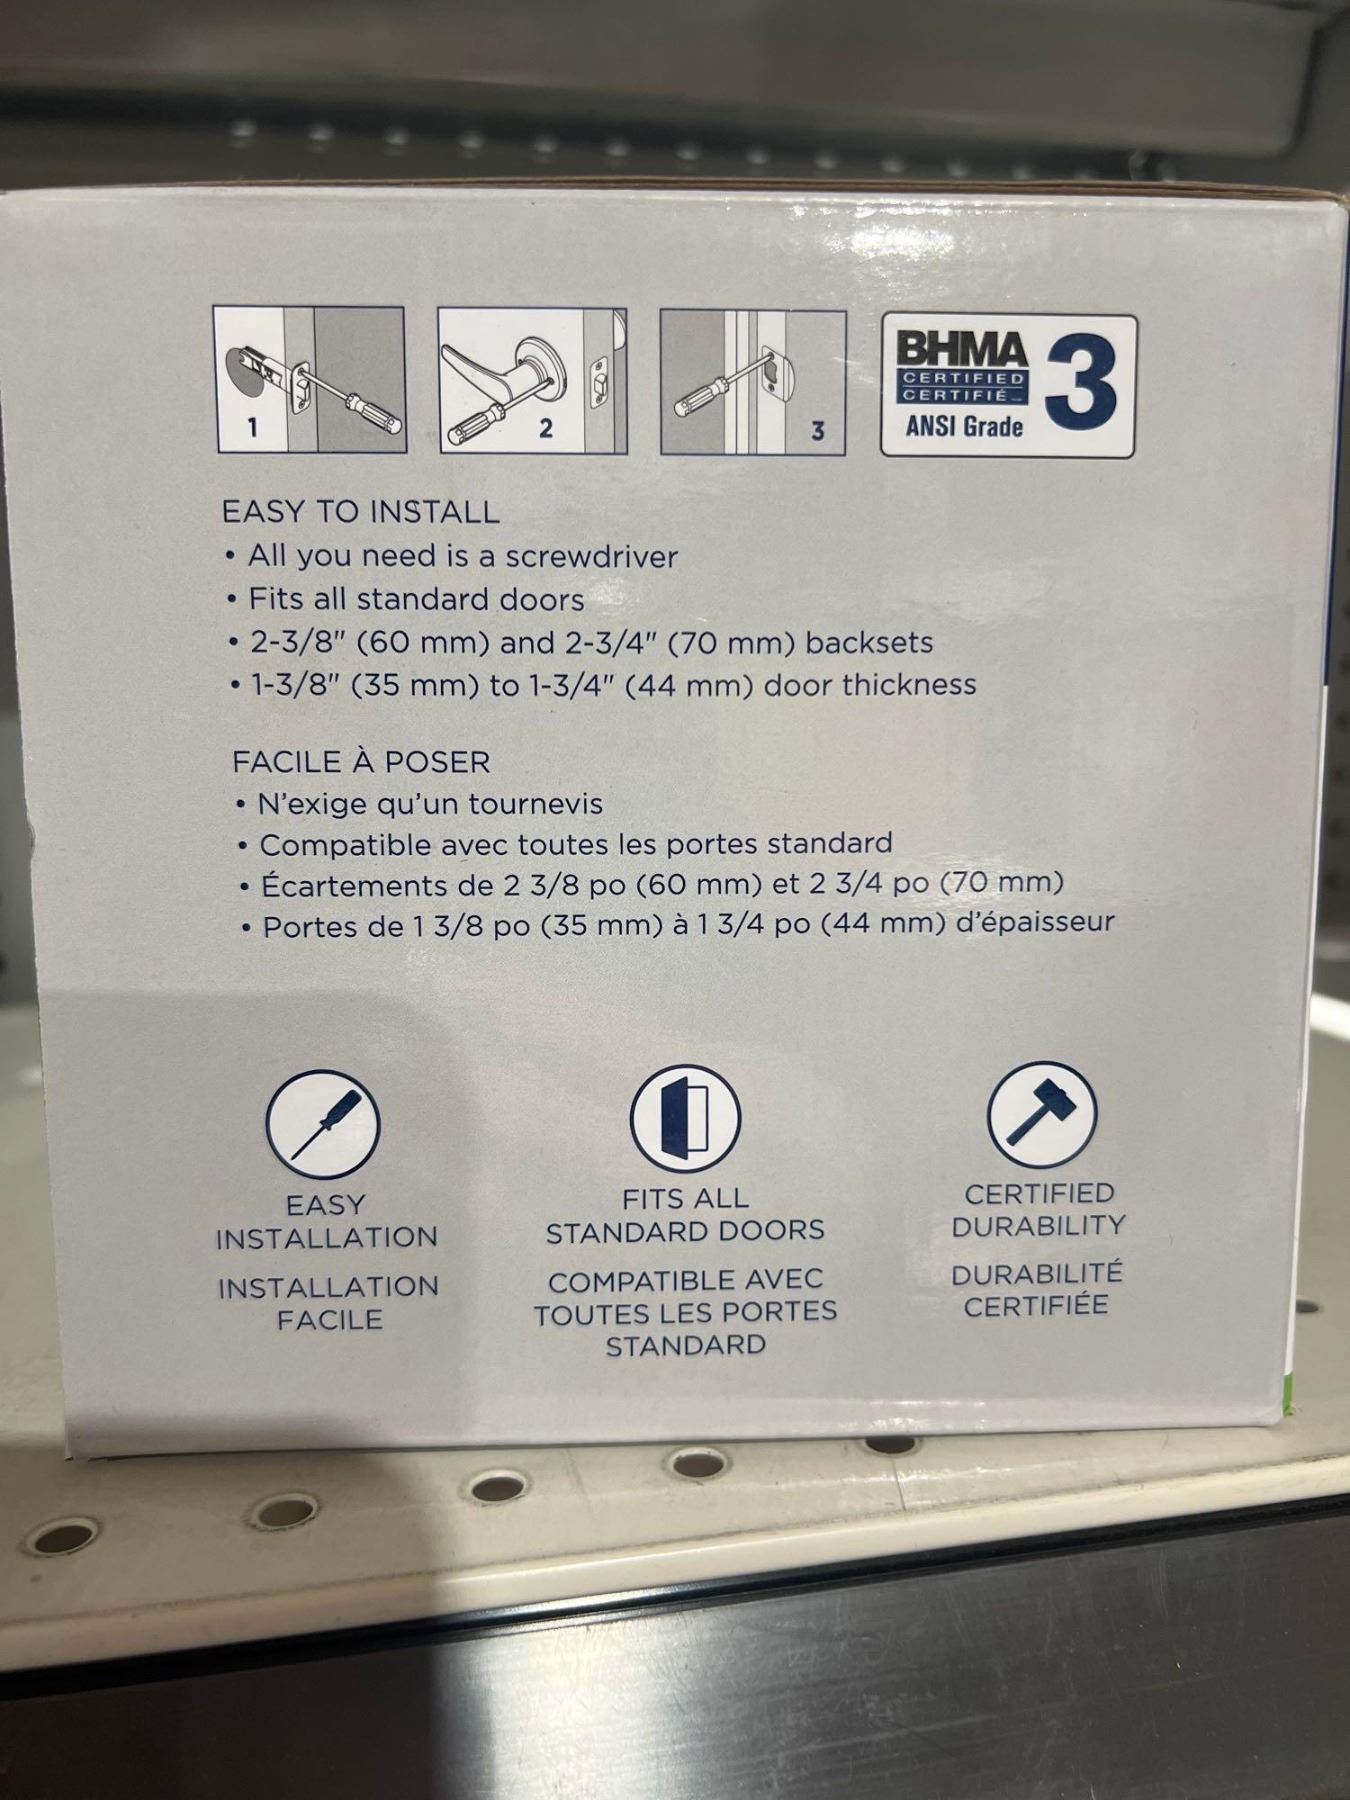 1
2
3
BHMA
CERTIFIED
CERTIFIÉ
ANSI Grade
3
EASY TO INSTALL
• All you need is a screwdriver
• Fits all standard doors
• 2-3/8" (60 mm) and 2-3/4" (70 mm) backsets
• 1-3/8" (35 mm) to 1-3/4" (44 mm) door thickness
FACILE À POSER
• N'exige qu'un tournevis
• Compatible avec toutes les portes standard
• Écartements de 2 3/8 po (60 mm) et 2 3/4 po (70 mm)
• Portes de 1 3/8 po (35 mm) à 1 3/4 po (44 mm) d'épaisseur
EASY
INSTALLATION
INSTALLATION
FACILE
FITS ALL
STANDARD DOORS
COMPATIBLE AVEC
TOUTES LES PORTES
STANDARD
CERTIFIED
DURABILITY
DURABILITÉ
CERTIFIÉE